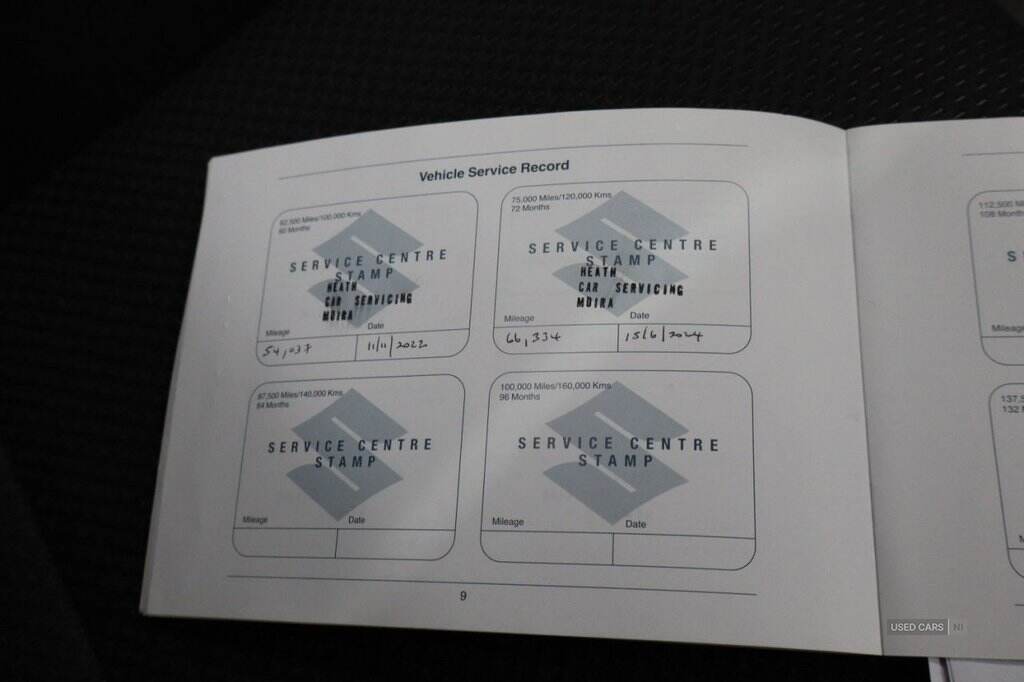 Vehicle Service Record
62,500 Miles/100,000 Kms
60 Months
SERVICE CENTRE
STAMP
HEATH
CAR SERVICING
MOIRA
Mileage
Date
54,037
11/11/2022
75,000 Miles/120,000 Kms
72 Months
SERVICE CENTRE
STAMP
HEATH
CAR SERVICING
MOIRA
Mileage
Date
66,334
15/6/2024
87,500 Miles/140,000 Kms
84 Months
SERVICE CENTRE
STAMP
Mileage
Date
100,000 Miles/160,000 Kms
96 Months
SERVICE CENTRE
STAMP
Mileage
Date
9
112,500
108 Months
S
Mileage
137,5
132
USED CARS NI